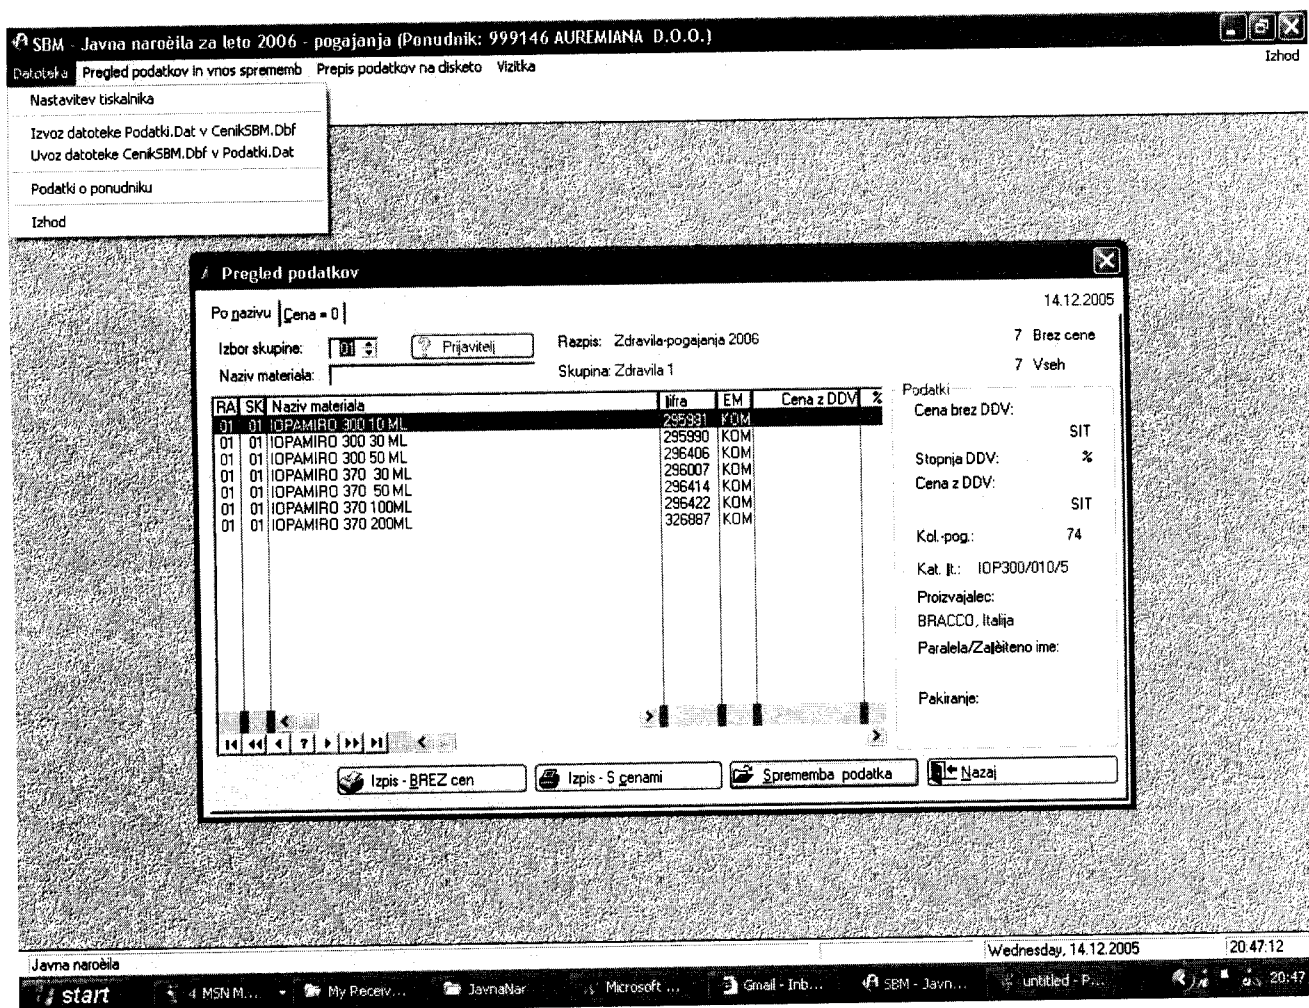 SBM - Javna naroèila za leto 2006 - pogajanja (Ponudnik: 999146 AUREMIANA D.O.O.)
Datoteka Pregled podatkov in vnos sprememb Prepis podatkov na disketo Vizitka Izhod
Nastavitev tiskalnika
Izvoz datoteke Podatki.Dat v CenikSBM.Dbf
Uvoz datoteke CenikSBM.Dbf v Podatki.Dat
Podatki o ponudniku
Izhod
Pregled podatkov
Po nazivu Cena = 0
14.12.2005
Izbor skupine: 01 ? Prijavitelj Razpis: Zdravila-pogajanja 2006 7 Brez cene
Naziv materiala: Skupina: Zdravila 1 7 Vseh
RA SK Naziv materiala lifra EM Cena z DDV %
01 01 IOPAMIRO 300 10 ML 295991 KOM
01 01 IOPAMIRO 300 30 ML 295990 KOM
01 01 IOPAMIRO 300 50 ML 296406 KOM
01 01 IOPAMIRO 370 30 ML 296007 KOM
01 01 IOPAMIRO 370 50 ML 296414 KOM
01 01 IOPAMIRO 370 100ML 296422 KOM
01 01 IOPAMIRO 370 200ML 326887 KOM
Podatki
Cena brez DDV:
SIT
Stopnja DDV: %
Cena z DDV:
SIT
Kol.-pog.: 74
Kat. |t.: IOP300/010/5
Proizvajalec:
BRACCO, Italija
Paralela/Za|èiteno ime:
Pakiranje:
Izpis - BREZ cen Izpis - S cenami Sprememba podatka Nazaj
Javna naroèila Wednesday, 14.12.2005 20:47:12
start 4 MSN M... My Receiv... JavnaNar Microsoft ... Gmail - Inb... SBM - Javn... untitled - P... 20:47